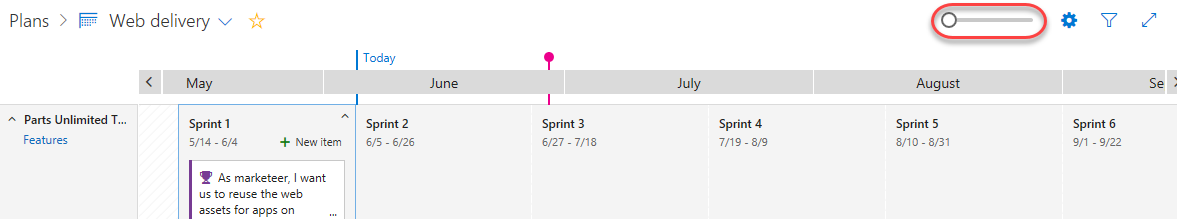 Plans > Web delivery
Today
May June July August Se
Parts Unlimited T...
Features
Sprint 1
5/14 - 6/4
New item
As marketeer, I want
us to reuse the web
assets for apps on
...
Sprint 2
6/5 - 6/26
Sprint 3
6/27 - 7/18
Sprint 4
7/19 - 8/9
Sprint 5
8/10 - 8/31
Sprint 6
9/1 - 9/22